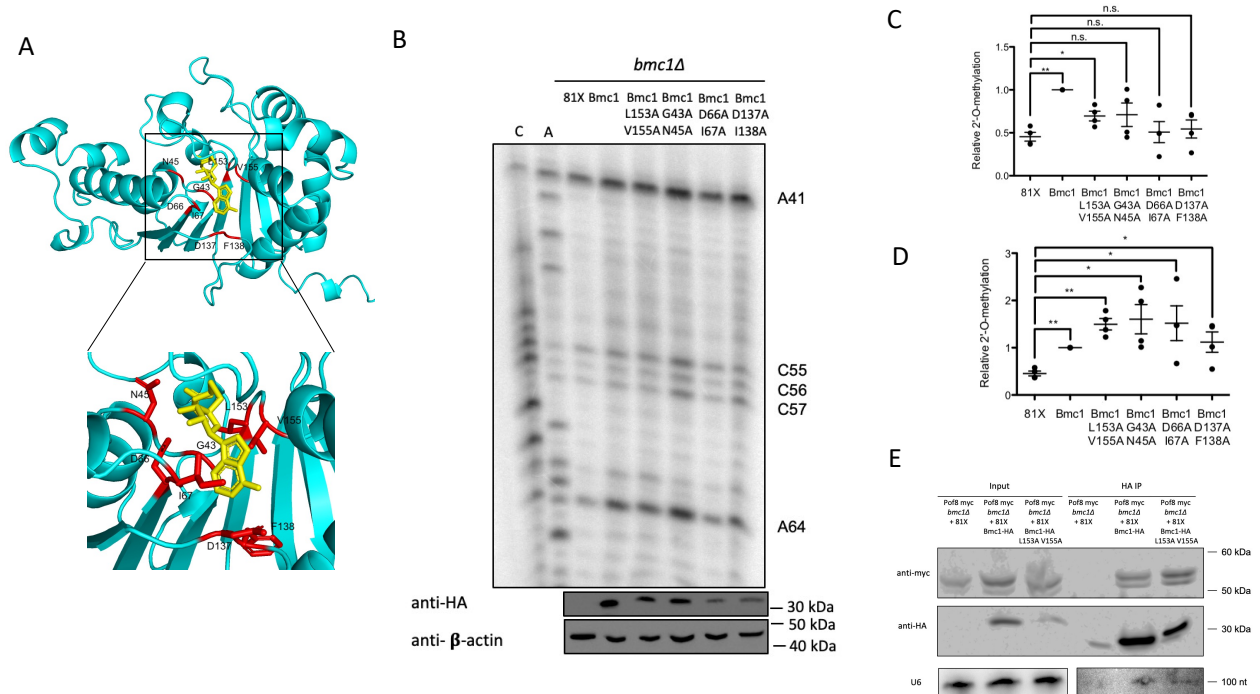 A
N45
L153
V155
G43
D66
I67
D137
F138
N45
L153
V155
G43
D66
I67
F138
D137
B
bmc1Δ
81X Bmc1 Bmc1 Bmc1 Bmc1 Bmc1
L153A G43A D66A D137A
C A V155A N45A I67A I138A
A41
C55
C56
C57
A64
anti-HA
30 kDa
50 kDa
anti- β-actin
40 kDa
C
n.s.
n.s.
n.s.
*
**
Relative 2'-O-methylation
1.5
1.0
0.5
0.0
81X Bmc1 Bmc1 Bmc1 Bmc1 Bmc1
L153A G43A D66A D137A
V155A N45A I67A F138A
D
*
*
*
**
**
Relative 2'-O-methylation
3
2
1
0
81X Bmc1 Bmc1 Bmc1 Bmc1 Bmc1
L153A G43A D66A D137A
V155A N45A I67A F138A
E
Input HA IP
Pof8 myc Pof8 myc Pof8 myc Pof8 myc Pof8 myc Pof8 myc
bmc1Δ bmc1Δ bmc1Δ bmc1Δ bmc1Δ bmc1Δ
+ 81X + 81X + 81X + 81X + 81X + 81X
Bmc1-HA Bmc1-HA Bmc1-HA Bmc1-HA
L153A V155A L153A V155A
60 kDa
anti-myc
50 kDa
anti-HA
30 kDa
U6
100 nt